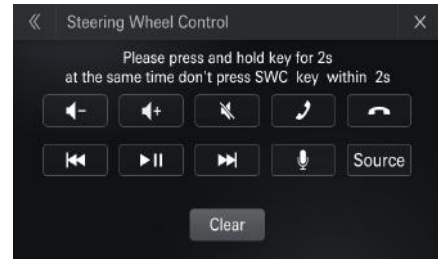 Steering Wheel Control
Please press and hold key for 2s
at the same time don't press SWC key within 2s
Source
Clear